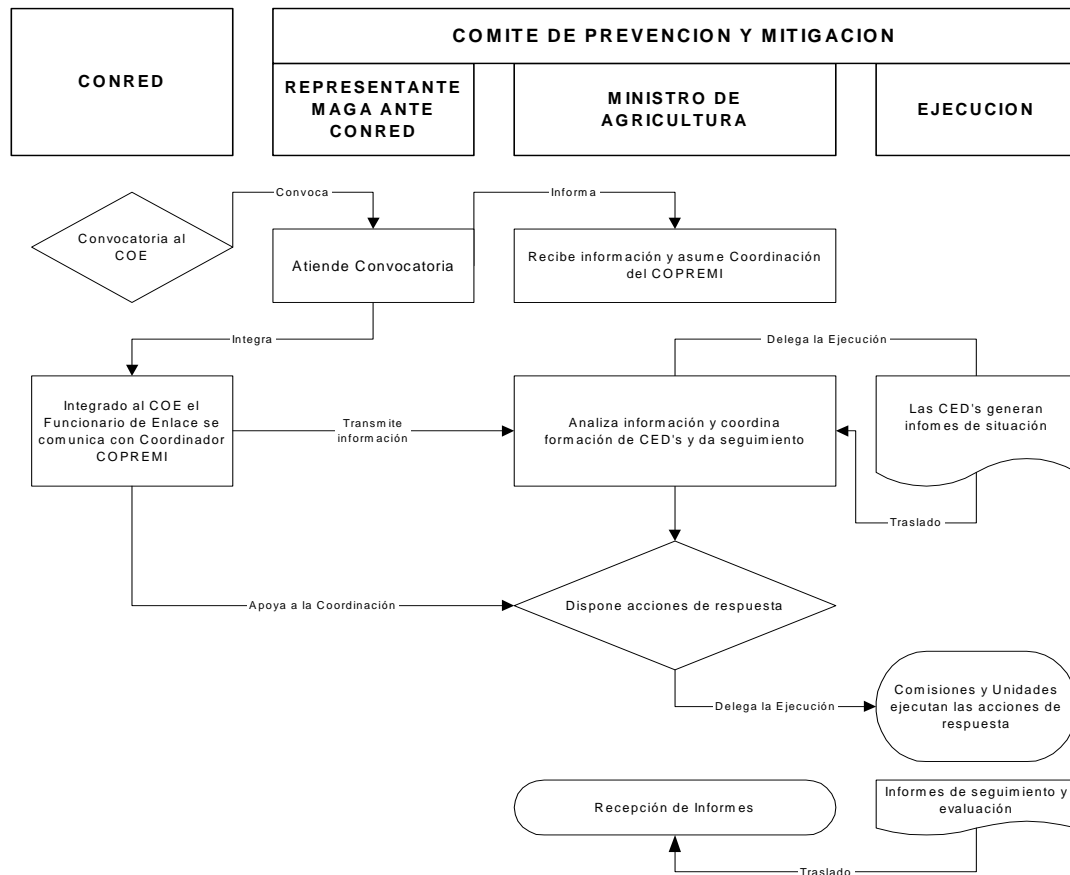 CONRED
COMITE DE PREVENCION Y MITIGACION
REPRESENTANTE
MAGA ANTE
CONRED
MINISTRO DE
AGRICULTURA
EJECUCION
Convoca
Informa
Convocatoria al
COE
Atiende Convocatoria
Recibe información y asume Coordinación
del COPREMI
Integra
Delega la Ejecución
Integrado al COE el
Funcionario de Enlace se
comunica con Coordinador
COPREMI
Transmite
información
Analiza información y coordina
formación de CED's y da seguimiento
Las CED's generan
infomes de situación
Traslado
Apoya a la Coordinación
Dispone acciones de respuesta
Delega la Ejecución
Comisiones y Unidades
ejecutan las acciones de
respuesta
Recepción de Informes
Informes de seguimiento y
evaluación
Traslado